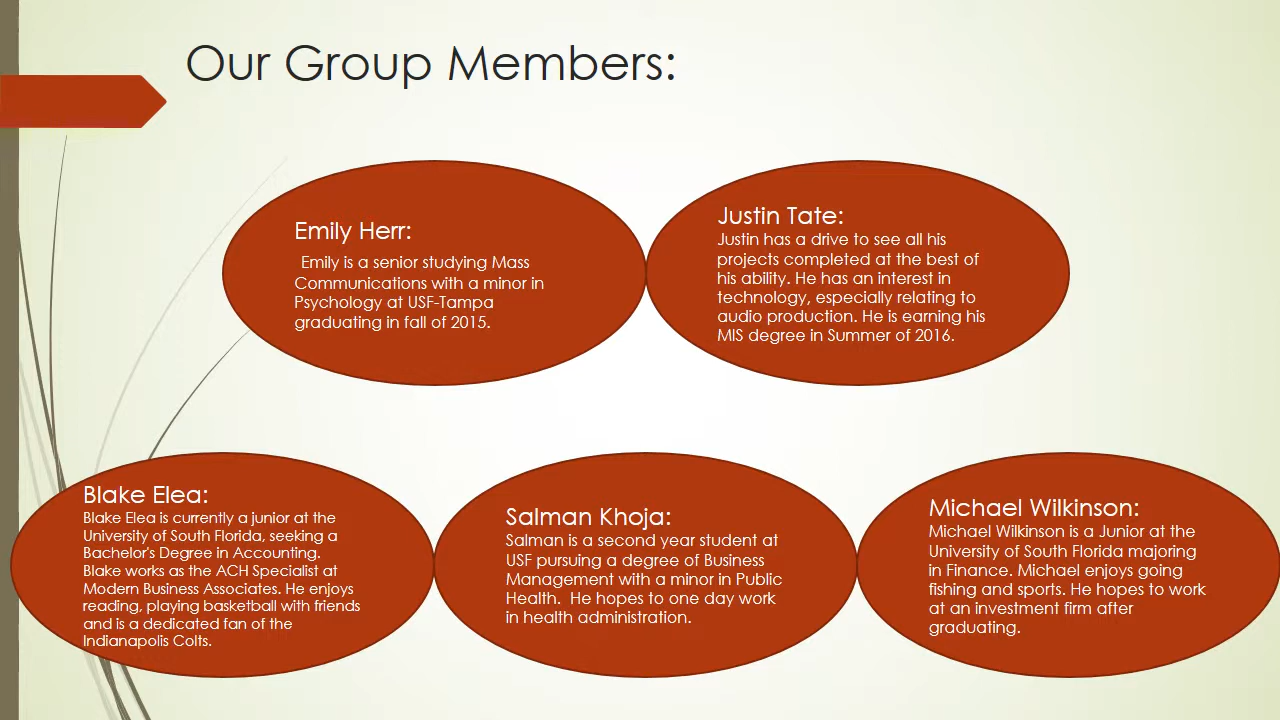 Our Group Members:
Emily Herr:
Emily is a senior studying Mass
Communications with a minor in
Psychology at USF-Tampa
graduating in fall of 2015.
Justin Tate:
Justin has a drive to see all his
projects completed at the best of
his ability. He has an interest in
technology, especially relating to
audio production. He is earning his
MIS degree in Summer of 2016.
Blake Elea:
Blake Elea is currently a junior at the
University of South Florida, seeking a
Bachelor's Degree in Accounting.
Blake works as the ACH Specialist at
Modern Business Associates. He enjoys
reading, playing basketball with friends
and is a dedicated fan of the
Indianapolis Colts.
Salman Khoja:
Salman is a second year student at
USF pursuing a degree of Business
Management with a minor in Public
Health.  He hopes to one day work
in health administration.
Michael Wilkinson:
Michael Wilkinson is a Junior at the
University of South Florida majoring
in Finance. Michael enjoys going
fishing and sports. He hopes to work
at an investment firm after
graduating.